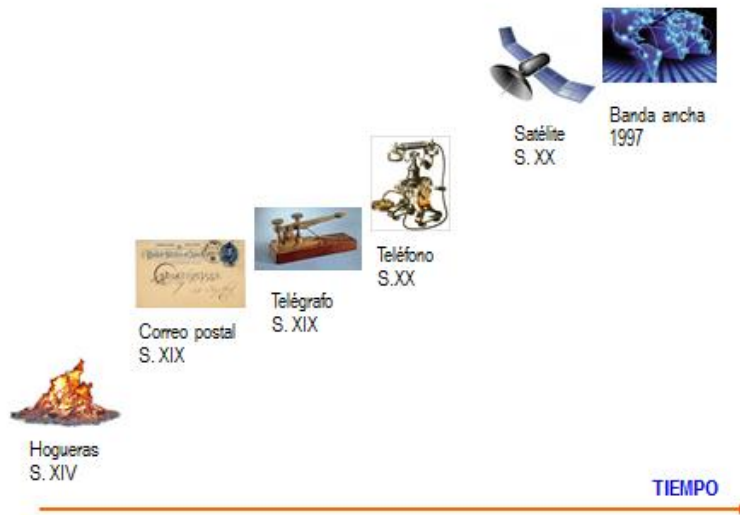 Banda ancha
1997
Satélite
S. XX
Teléfono
S.XX
Telégrafo
S. XIX
Correo postal
S. XIX
Hogueras
S. XIV
TIEMPO